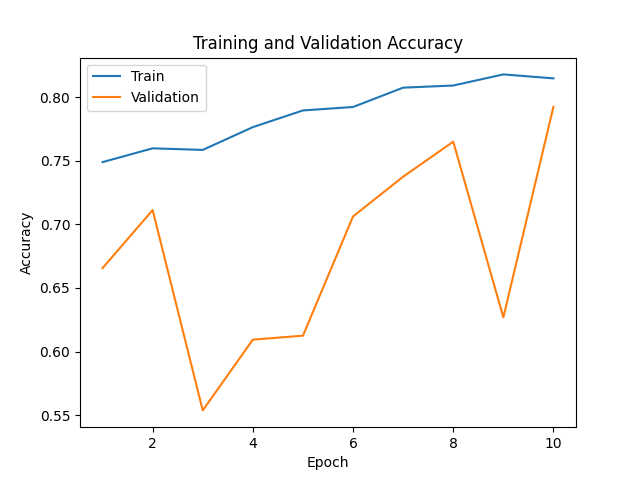 Training and Validation Accuracy
Train
Validation
0.80
0.75
0.70
0.65
0.60
0.55
Accuracy
2
4
6
8
10
Epoch